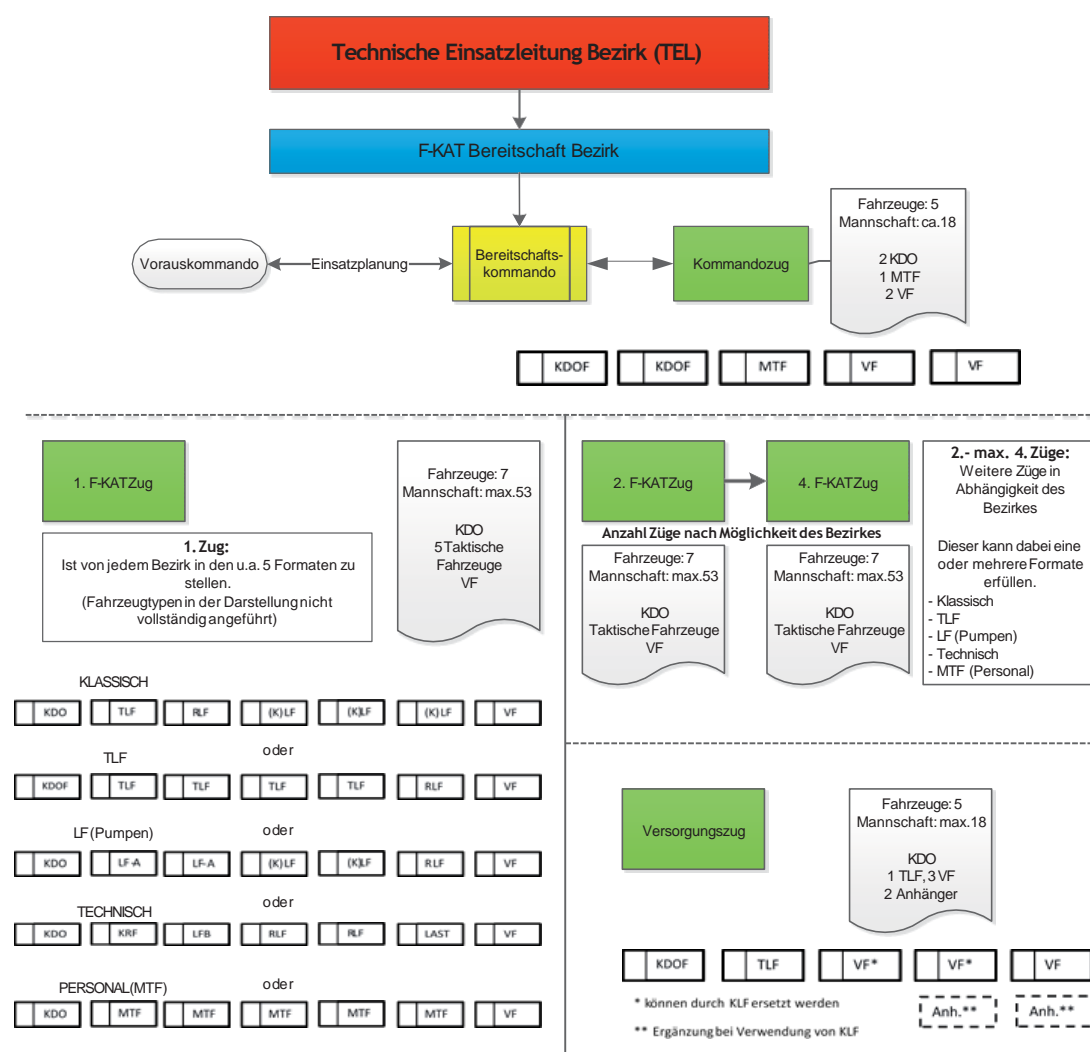 Technische Einsatzleitung Bezirk (TEL)
F-KAT Bereitschaft Bezirk
Vorauskommando
Einsatzplanung
Bereitschafts-
kommando
Kommandozug
Fahrzeuge: 5
Mannschaft: ca.18
2 KDO
1 MTF
2 VF
KDOF KDOF MTF VF VF
1. F-KAT Zug
Fahrzeuge: 7
Mannschaft: max.53
KDO
5 Taktische
Fahrzeuge
VF
1. Zug:
Ist von jedem Bezirk in den u.a. 5 Formaten zu
stellen.
(Fahrzeugtypen in der Darstellung nicht
vollständig angeführt)
KLASSISCH
KDO TLF RLF (K)LF (K)LF (K)LF VF
oder
TLF
KDOF TLF TLF TLF TLF RLF VF
oder
LF (Pumpen)
KDO LF-A LF-A (K)LF (K)LF RLF VF
oder
TECHNISCH
KDO KRF LFB RLF RLF LAST VF
oder
PERSONAL(MTF)
KDO MTF MTF MTF MTF MTF VF
2. F-KAT Zug
4. F-KAT Zug
Anzahl Züge nach Möglichkeit des Bezirkes
Fahrzeuge: 7
Mannschaft: max.53
KDO
Taktische Fahrzeuge
VF
Fahrzeuge: 7
Mannschaft: max.53
KDO
Taktische Fahrzeuge
VF
2.- max. 4. Züge:
Weitere Züge in
Abhängigkeit des
Bezirkes
Dieser kann dabei eine
oder mehrere Formate
erfüllen.
- Klassisch
- TLF
- LF (Pumpen)
- Technisch
- MTF (Personal)
Versorgungszug
Fahrzeuge: 5
Mannschaft: max.18
KDO
1 TLF, 3 VF
2 Anhänger
KDOF TLF VF* VF* VF
* können durch KLF ersetzt werden
** Ergänzung bei Verwendung von KLF
Anh.** Anh.**